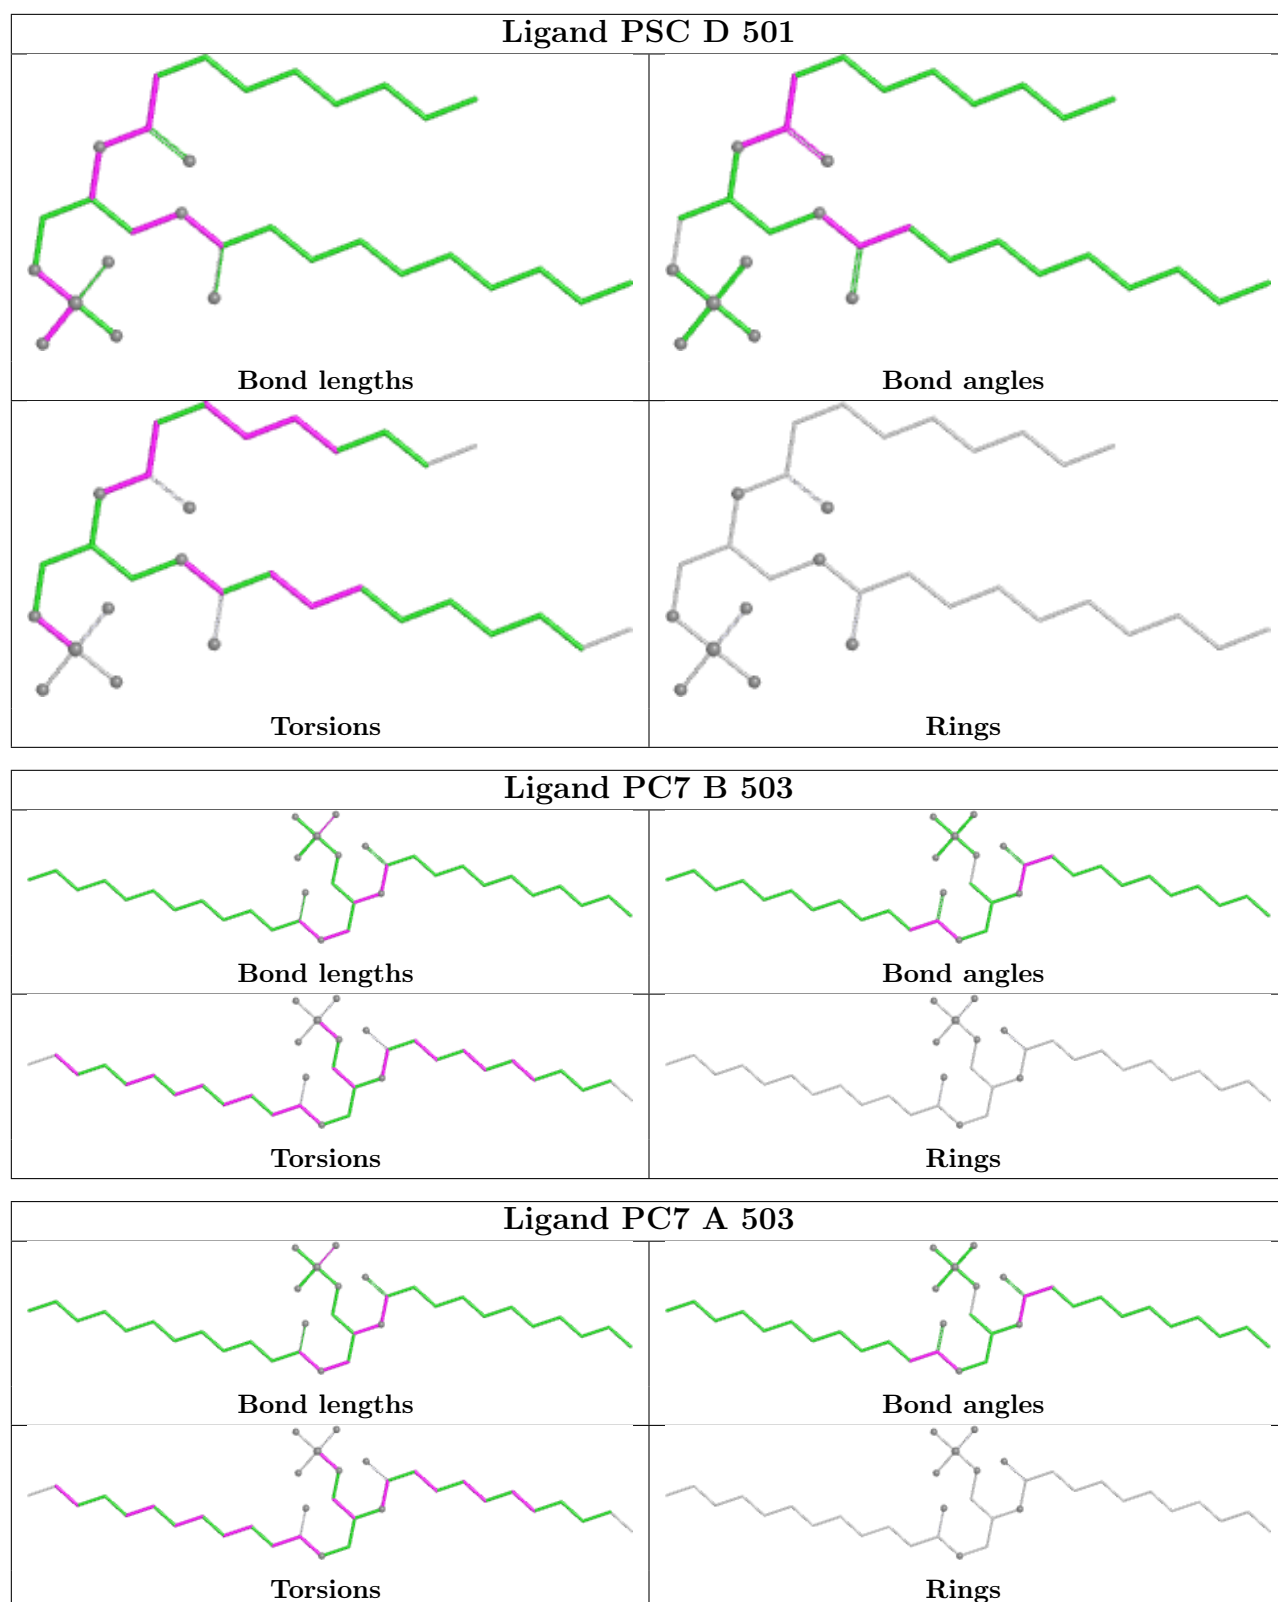 Ligand PSC D 501
Bond lengths
Bond angles
Torsions
Rings
Ligand PC7 B 503
Bond lengths
Bond angles
Torsions
Rings
Ligand PC7 A 503
Bond lengths
Bond angles
Torsions
Rings